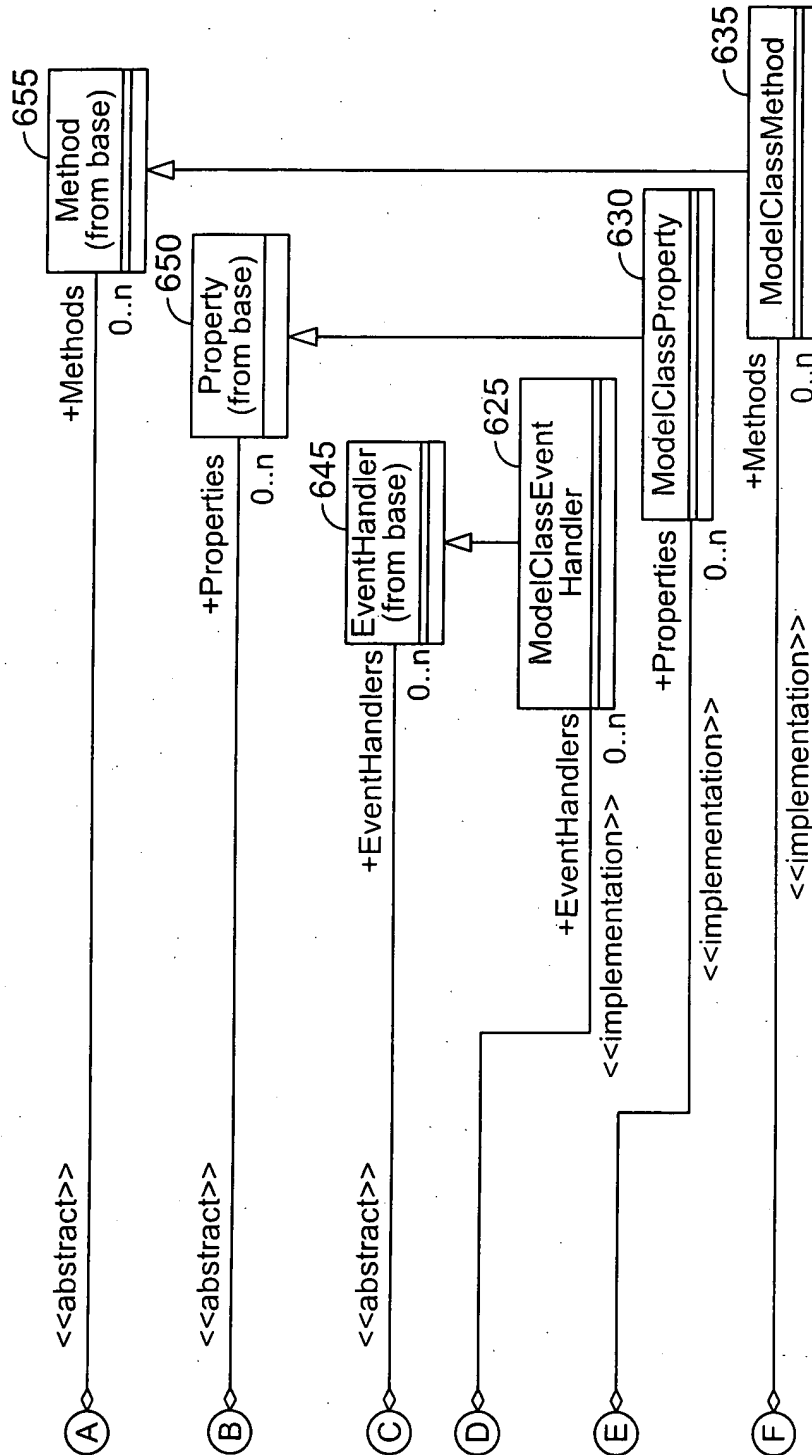 A
<<abstract>>
+Methods
0..n
655
Method
(from base)
B
<<abstract>>
+Properties
0..n
650
Property
(from base)
C
<<abstract>>
+EventHandlers
0..n
645
EventHandler
(from base)
D
<<implementation>>
+EventHandlers
0..n
625
ModelClassEvent
Handler
E
<<implementation>>
+Properties
0..n
630
ModelClassProperty
F
<<implementation>>
+Methods
0..n
635
ModelClassMethod